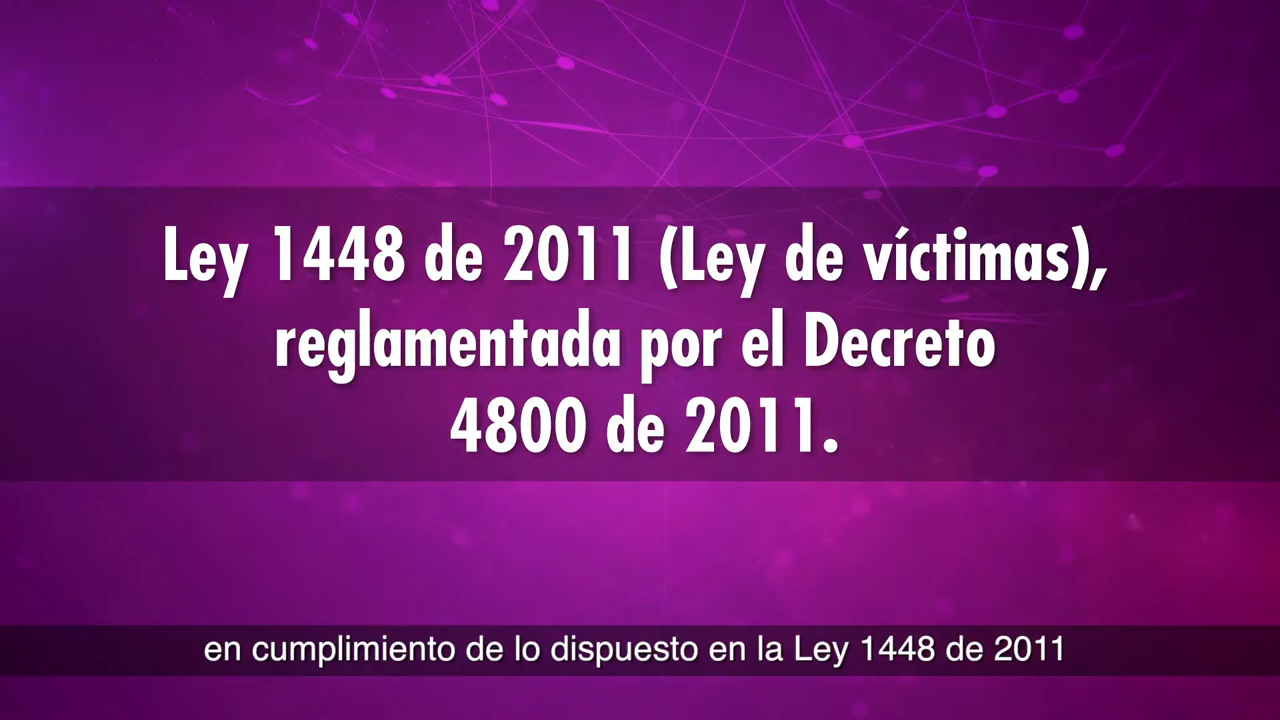 Ley 1448 de 2011 (Ley de víctimas),
reglamentada por el Decreto
4800 de 2011.
en cumplimiento de lo dispuesto en la Ley 1448 de 2011